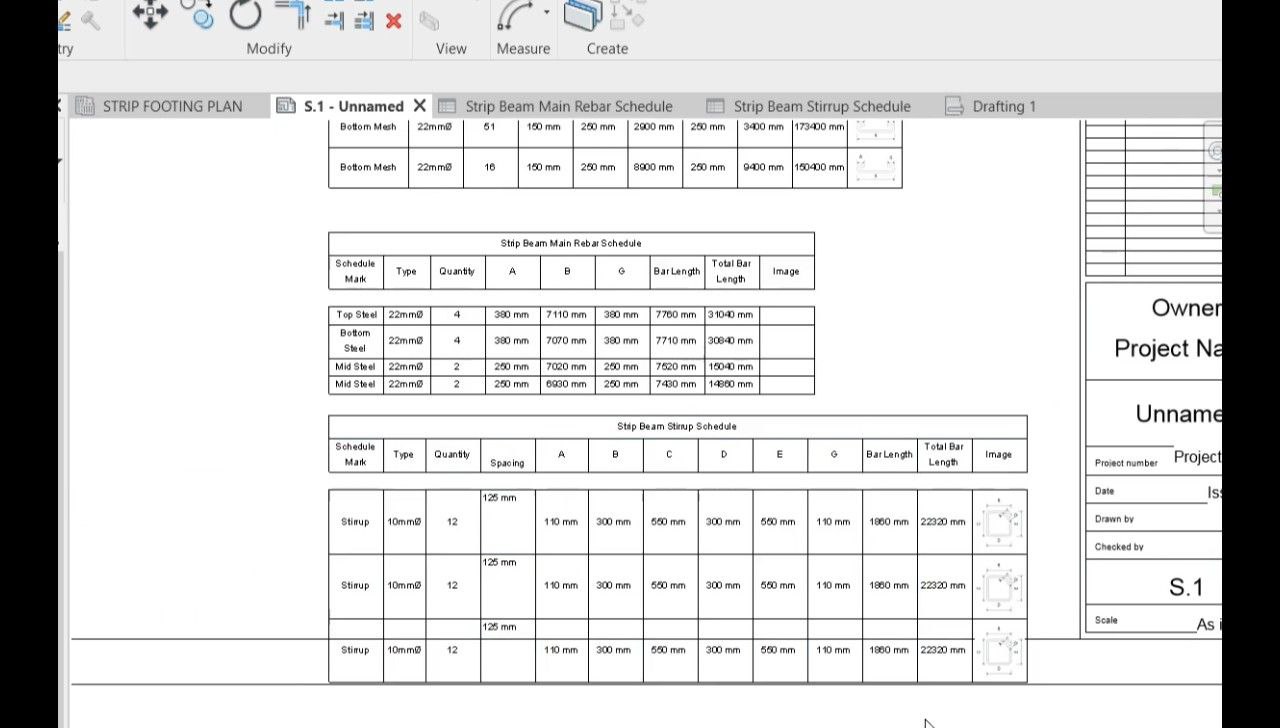 try Modify View Measure Create
STRIP FOOTING PLAN S.1 - Unnamed Strip Beam Main Rebar Schedule Strip Beam Stirrup Schedule Drafting 1
Bottom Mesh 22mmØ 51 150 mm 250 mm 2900 mm 250 mm 3400 mm 173400 mm
Bottom Mesh 22mmØ 16 150 mm 250 mm 8900 mm 250 mm 9400 mm 150400 mm
Strip Beam Main Rebar Schedule
Schedule Mark Type Quantity A B G Bar Length Total Bar Length Image
Top Steel 22mmØ 4 380 mm 7110 mm 380 mm 7760 mm 31040 mm
Bottom Steel 22mmØ 4 380 mm 7070 mm 380 mm 7710 mm 30840 mm
Mid Steel 22mmØ 2 250 mm 7020 mm 250 mm 7520 mm 15040 mm
Mid Steel 22mmØ 2 250 mm 6930 mm 250 mm 7430 mm 14860 mm
Strip Beam Stirrup Schedule
Schedule Mark Type Quantity Spacing A B C D E G Bar Length Total Bar Length Image
Stirrup 10mmØ 12 125 mm 110 mm 300 mm 550 mm 300 mm 550 mm 110 mm 1860 mm 22320 mm
Stirrup 10mmØ 12 125 mm 110 mm 300 mm 550 mm 300 mm 550 mm 110 mm 1860 mm 22320 mm
Stirrup 10mmØ 12 125 mm 110 mm 300 mm 550 mm 300 mm 550 mm 110 mm 1860 mm 22320 mm
Owner
Project Na
Unname
Project number Project
Date Iss
Drawn by
Checked by
S.1
Scale As i